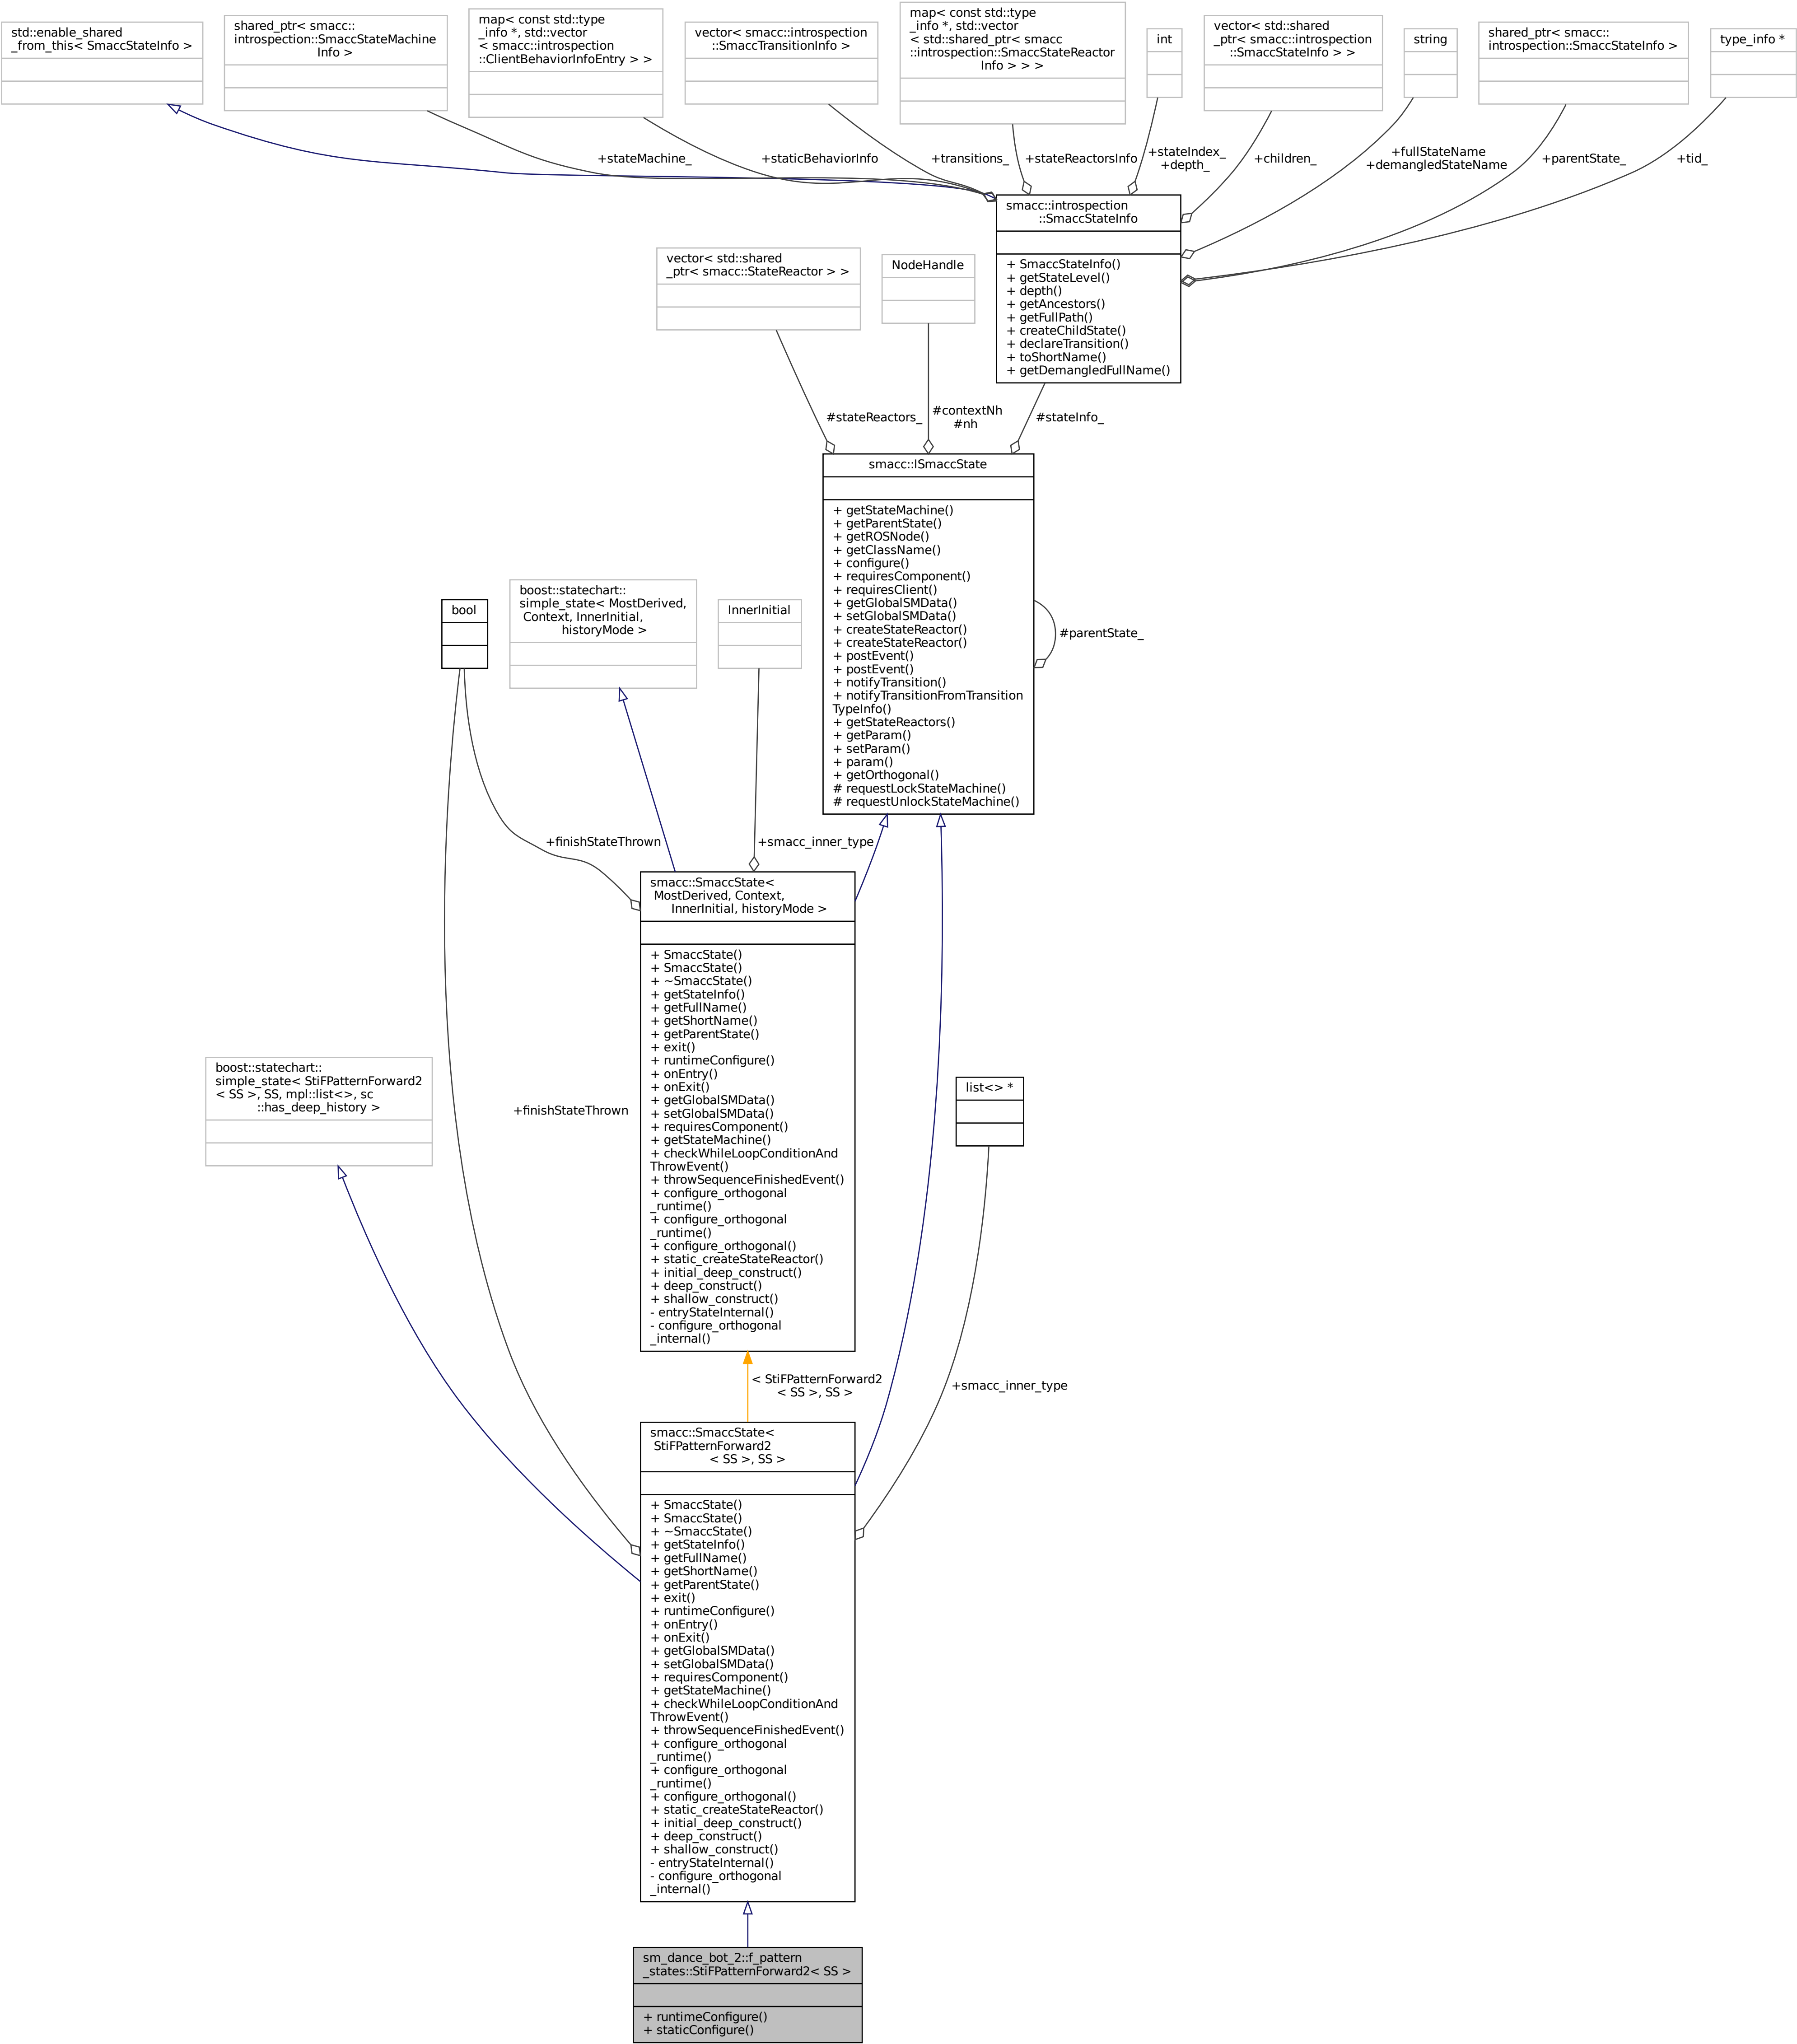 std::enable_shared
_from_this< SmaccStateInfo >
shared_ptr< smacc::
introspection::SmaccStateMachine
Info >
map< const std::type
_info *, std::vector
< smacc::introspection
::ClientBehaviorInfoEntry > >
vector< smacc::introspection
::SmaccTransitionInfo >
map< const std::type
_info *, std::vector
< std::shared_ptr< smacc
::introspection::SmaccStateReactor
Info > > >
int
vector< std::shared
_ptr< smacc::introspection
::SmaccStateInfo > >
string
shared_ptr< smacc::
introspection::SmaccStateInfo >
type_info *
+stateMachine_
+staticBehaviorInfo
+transitions_
+stateReactorsInfo
+stateIndex_
+depth_
+children_
+fullStateName
+demangledStateName
+parentState_
+tid_
smacc::introspection
::SmaccStateInfo
+ SmaccStateInfo()
+ getStateLevel()
+ depth()
+ getAncestors()
+ getFullPath()
+ createChildState()
+ declareTransition()
+ toShortName()
+ getDemangledFullName()
vector< std::shared
_ptr< smacc::StateReactor > >
NodeHandle
#stateReactors_
#contextNh
#nh
#stateInfo_
smacc::ISmaccState
+ getStateMachine()
+ getParentState()
+ getROSNode()
+ getClassName()
+ configure()
+ requiresComponent()
+ requiresClient()
+ getGlobalSMData()
+ setGlobalSMData()
+ createStateReactor()
+ createStateReactor()
+ postEvent()
+ postEvent()
+ notifyTransition()
+ notifyTransitionFromTransition
TypeInfo()
+ getStateReactors()
+ getParam()
+ setParam()
+ param()
+ getOrthogonal()
# requestLockStateMachine()
# requestUnlockStateMachine()
#parentState_
bool
boost::statechart::
simple_state< MostDerived,
Context, InnerInitial,
historyMode >
InnerInitial
+finishStateThrown
+smacc_inner_type
smacc::SmaccState<
MostDerived, Context,
InnerInitial, historyMode >
+ SmaccState()
+ SmaccState()
+ ~SmaccState()
+ getStateInfo()
+ getFullName()
+ getShortName()
+ getParentState()
+ exit()
+ runtimeConfigure()
+ onEntry()
+ onExit()
+ getGlobalSMData()
+ setGlobalSMData()
+ requiresComponent()
+ getStateMachine()
+ checkWhileLoopConditionAnd
ThrowEvent()
+ throwSequenceFinishedEvent()
+ configure_orthogonal
_runtime()
+ configure_orthogonal
_runtime()
+ configure_orthogonal()
+ static_createStateReactor()
+ initial_deep_construct()
+ deep_construct()
+ shallow_construct()
- entryStateInternal()
- configure_orthogonal
_internal()
boost::statechart::
simple_state< StiFPatternForward2
< SS >, SS, mpl::list<>, sc
::has_deep_history >
+finishStateThrown
list<> *
< StiFPatternForward2
< SS >, SS >
+smacc_inner_type
smacc::SmaccState<
StiFPatternForward2
< SS >, SS >
+ SmaccState()
+ SmaccState()
+ ~SmaccState()
+ getStateInfo()
+ getFullName()
+ getShortName()
+ getParentState()
+ exit()
+ runtimeConfigure()
+ onEntry()
+ onExit()
+ getGlobalSMData()
+ setGlobalSMData()
+ requiresComponent()
+ getStateMachine()
+ checkWhileLoopConditionAnd
ThrowEvent()
+ throwSequenceFinishedEvent()
+ configure_orthogonal
_runtime()
+ configure_orthogonal
_runtime()
+ configure_orthogonal()
+ static_createStateReactor()
+ initial_deep_construct()
+ deep_construct()
+ shallow_construct()
- entryStateInternal()
- configure_orthogonal
_internal()
sm_dance_bot_2::f_pattern
_states::StiFPatternForward2< SS >
+ runtimeConfigure()
+ staticConfigure()